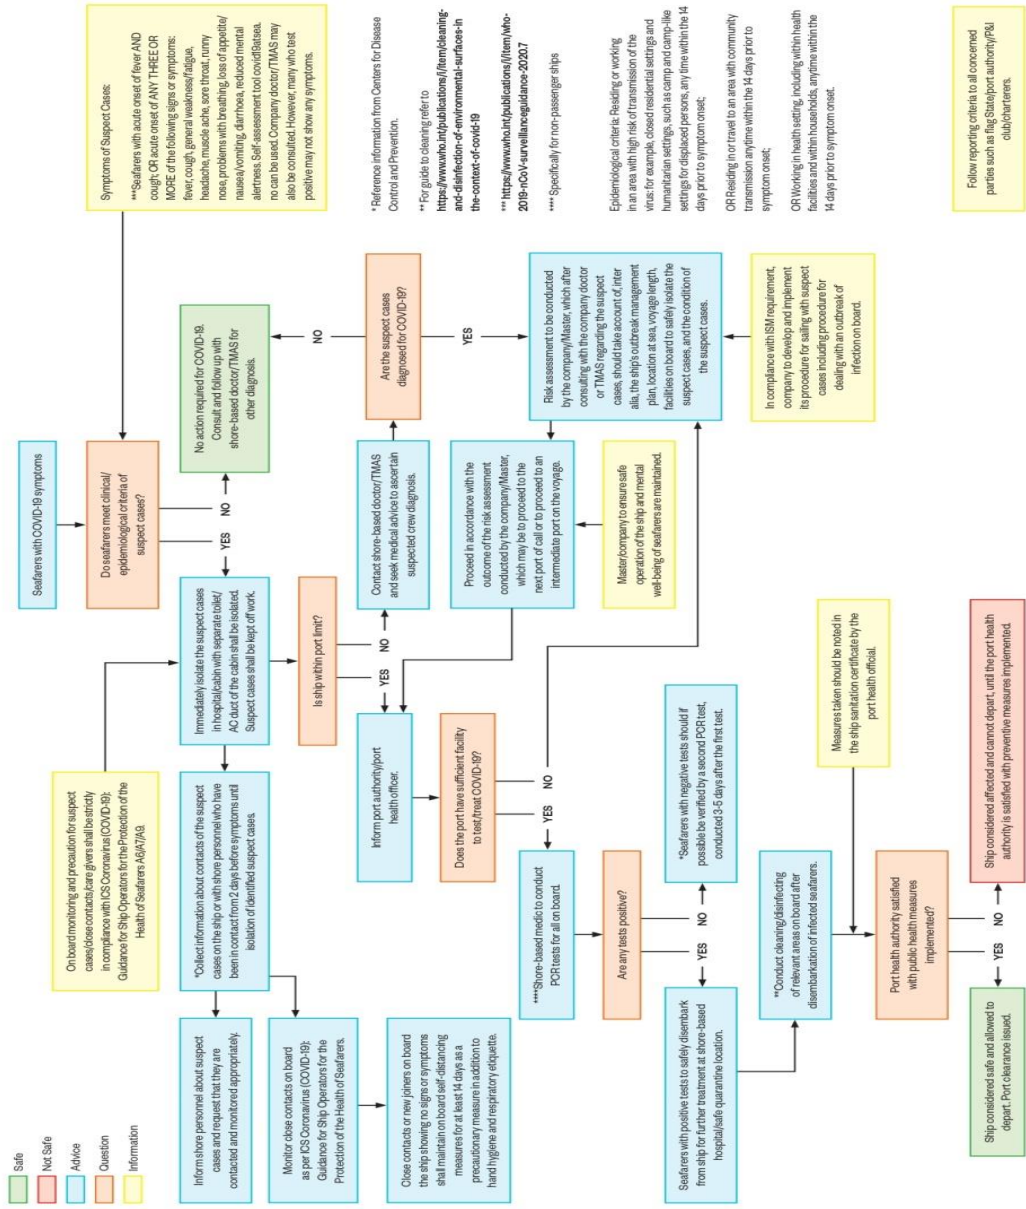 Safe
Not Safe
Advice
Question
Information
Seafarers with COVID-19 symptoms
Do seafarers meet clinical/
epidemiological criteria of
suspect cases?
YES
NO
Symptoms of Suspect Cases:
***Seafarers with acute onset of fever AND
cough; OR acute onset of ANY THREE OR
MORE of the following signs or symptoms:
fever, cough, general weakness/fatigue,
headache, muscle ache, sore throat, runny
nose, problems with breathing, loss of appetite/
nausea/vomiting, diarrhoea, reduced mental
alertness. Self-assessment tool covid19atsea.
no can be used. Company doctor/TMAS may
also be consulted. However, many who test
positive may not show any symptoms.
No action required for COVID-19.
Consult and follow up with
shore-based doctor/TMAS for
other diagnosis.
On board monitoring and precaution for suspect
cases/close contacts/care givers shall be strictly
in compliance with ICS Coronavirus (COVID-19):
Guidance for Ship Operators for the Protection of the
Health of Seafarers A6/A7/A9.
Immediately isolate the suspect cases
in hospital/cabin with separate toilet/
AC duct of the cabin shall be isolated.
Suspect cases shall be kept off work.
*Collect information about contacts of the suspect
cases on the ship or with shore personnel who have
been in contact from 2 days before symptoms until
isolation of identified suspect cases.
Inform shore personnel about suspect
cases and request that they are
contacted and monitored appropriately.
Monitor close contacts on board
as per ICS Coronavirus (COVID-19):
Guidance for Ship Operators for the
Protection of the Health of Seafarers.
Close contacts or new joiners on board
the ship showing no signs or symptoms
shall maintain on board self-distancing
measures for at least 14 days as a
precautionary measure in addition to
hand hygiene and respiratory etiquette.
Is ship within port limit?
YES
NO
Contact shore-based doctor/TMAS
and seek medical advice to ascertain
suspected crew diagnosis.
Are the suspect cases
diagnosed for COVID-19?
NO
YES
Inform port authority/port
health officer.
Does the port have sufficient facility
to test/treat COVID-19?
YES
NO
Proceed in accordance with the
outcome of the risk assessment
conducted by the company/Master,
which may be to proceed to the
next port of call or to proceed to an
intermediate port on the voyage.
Risk assessment to be conducted
by the company/Master, which after
consulting with the company doctor
or TMAS regarding the suspect
cases, should take account of, inter
alia, the ship's outbreak management
plan, location at sea, voyage length,
facilities on board to safely isolate the
suspect cases, and the condition of
the suspect cases.
Master/company to ensure safe
operation of the ship and mental
well-being of seafarers are maintained.
In compliance with ISM requirement,
company to develop and implement
its procedure for sailing with suspect
cases including procedure for
dealing with an outbreak of
infection on board.
****Shore-based medic to conduct
PCR tests for all on board.
Are any tests positive?
YES
NO
*Seafarers with negative tests should if
possible be verified by a second PCR test,
conducted 3-5 days after the first test.
Seafarers with positive tests to safely disembark
from ship for further treatment at shore-based
hospital/safe quarantine location.
**Conduct cleaning/disinfecting
of relevant areas on board after
disembarkation of infected seafarers.
Measures taken should be noted in
the ship sanitation certificate by the
port health official.
Port health authority satisfied
with public health measures
implemented?
YES
NO
Ship considered safe and allowed to
depart. Port clearance issued.
Ship considered affected and cannot depart, until the port health
authority is satisfied with preventive measures implemented.
* Reference information from Centers for Disease
Control and Prevention.
** For guide to cleaning refer to
https://www.who.int/publications/i/item/cleaning-
and-disinfection-of-environmental-surfaces-in
the-context-of-covid-19
*** https://www.who.int/publications/i/item/who-
2019-nCoV-surveillanceguidance-2020.7
**** Specifically for non-passenger ships
Epidemiological criteria: Residing or working
in an area with high risk of transmission of the
virus: for example, closed residential settings and
humanitarian settings, such as camp and camp-like
settings for displaced persons, any time within the 14
days prior to symptom onset;
OR Residing in or travel to an area with community
transmission anytime within the 14 days prior to
symptom onset;
OR Working in health setting, including within health
facilities and within households, anytime within the
14 days prior to symptom onset.
Follow reporting criteria to all concerned
parties such as flag State/port authority/P&I
club/charterers.